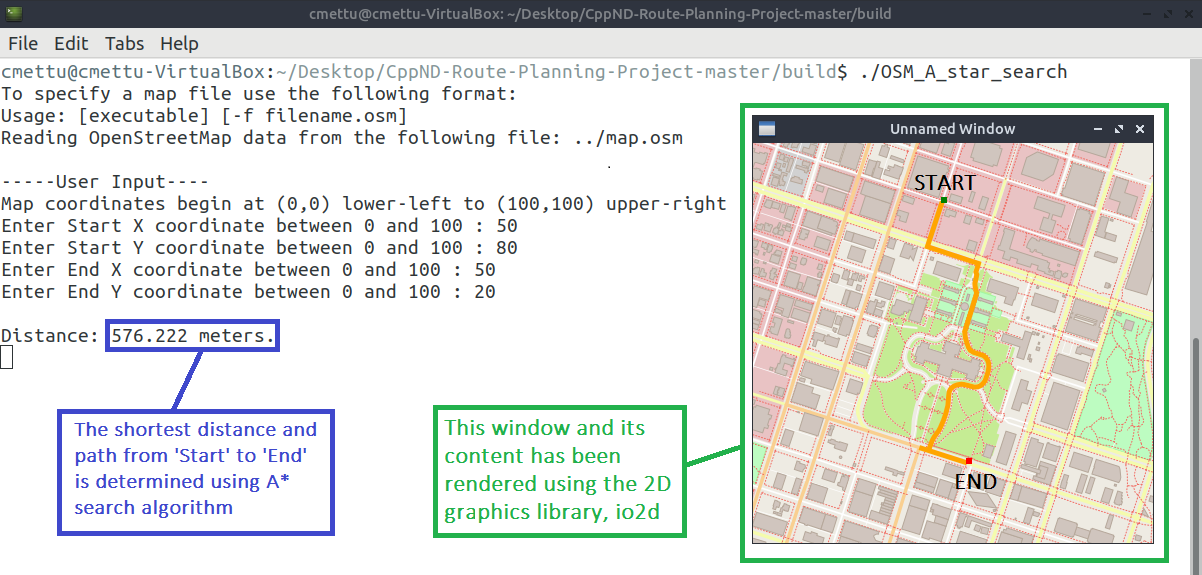 cmettu@cmettu-VirtualBox: ~/Desktop/CppND-Route-Planning-Project-master/build
File Edit Tabs Help
cmettu@cmettu-VirtualBox:~/Desktop/CppND-Route-Planning-Project-master/build$ ./OSM_A_star_search
To specify a map file use the following format:
Usage: [executable] [-f filename.osm]
Reading OpenStreetMap data from the following file: ../map.osm
-----User Input----
Map coordinates begin at (0,0) lower-left to (100,100) upper-right
Enter Start X coordinate between 0 and 100 : 50
Enter Start Y coordinate between 0 and 100 : 80
Enter End X coordinate between 0 and 100 : 50
Enter End Y coordinate between 0 and 100 : 20
Distance: 576.222 meters.
The shortest distance and
path from 'Start' to 'End'
is determined using A*
search algorithm
This window and its
content has been
rendered using the 2D
graphics library, io2d
Unnamed Window
START
END